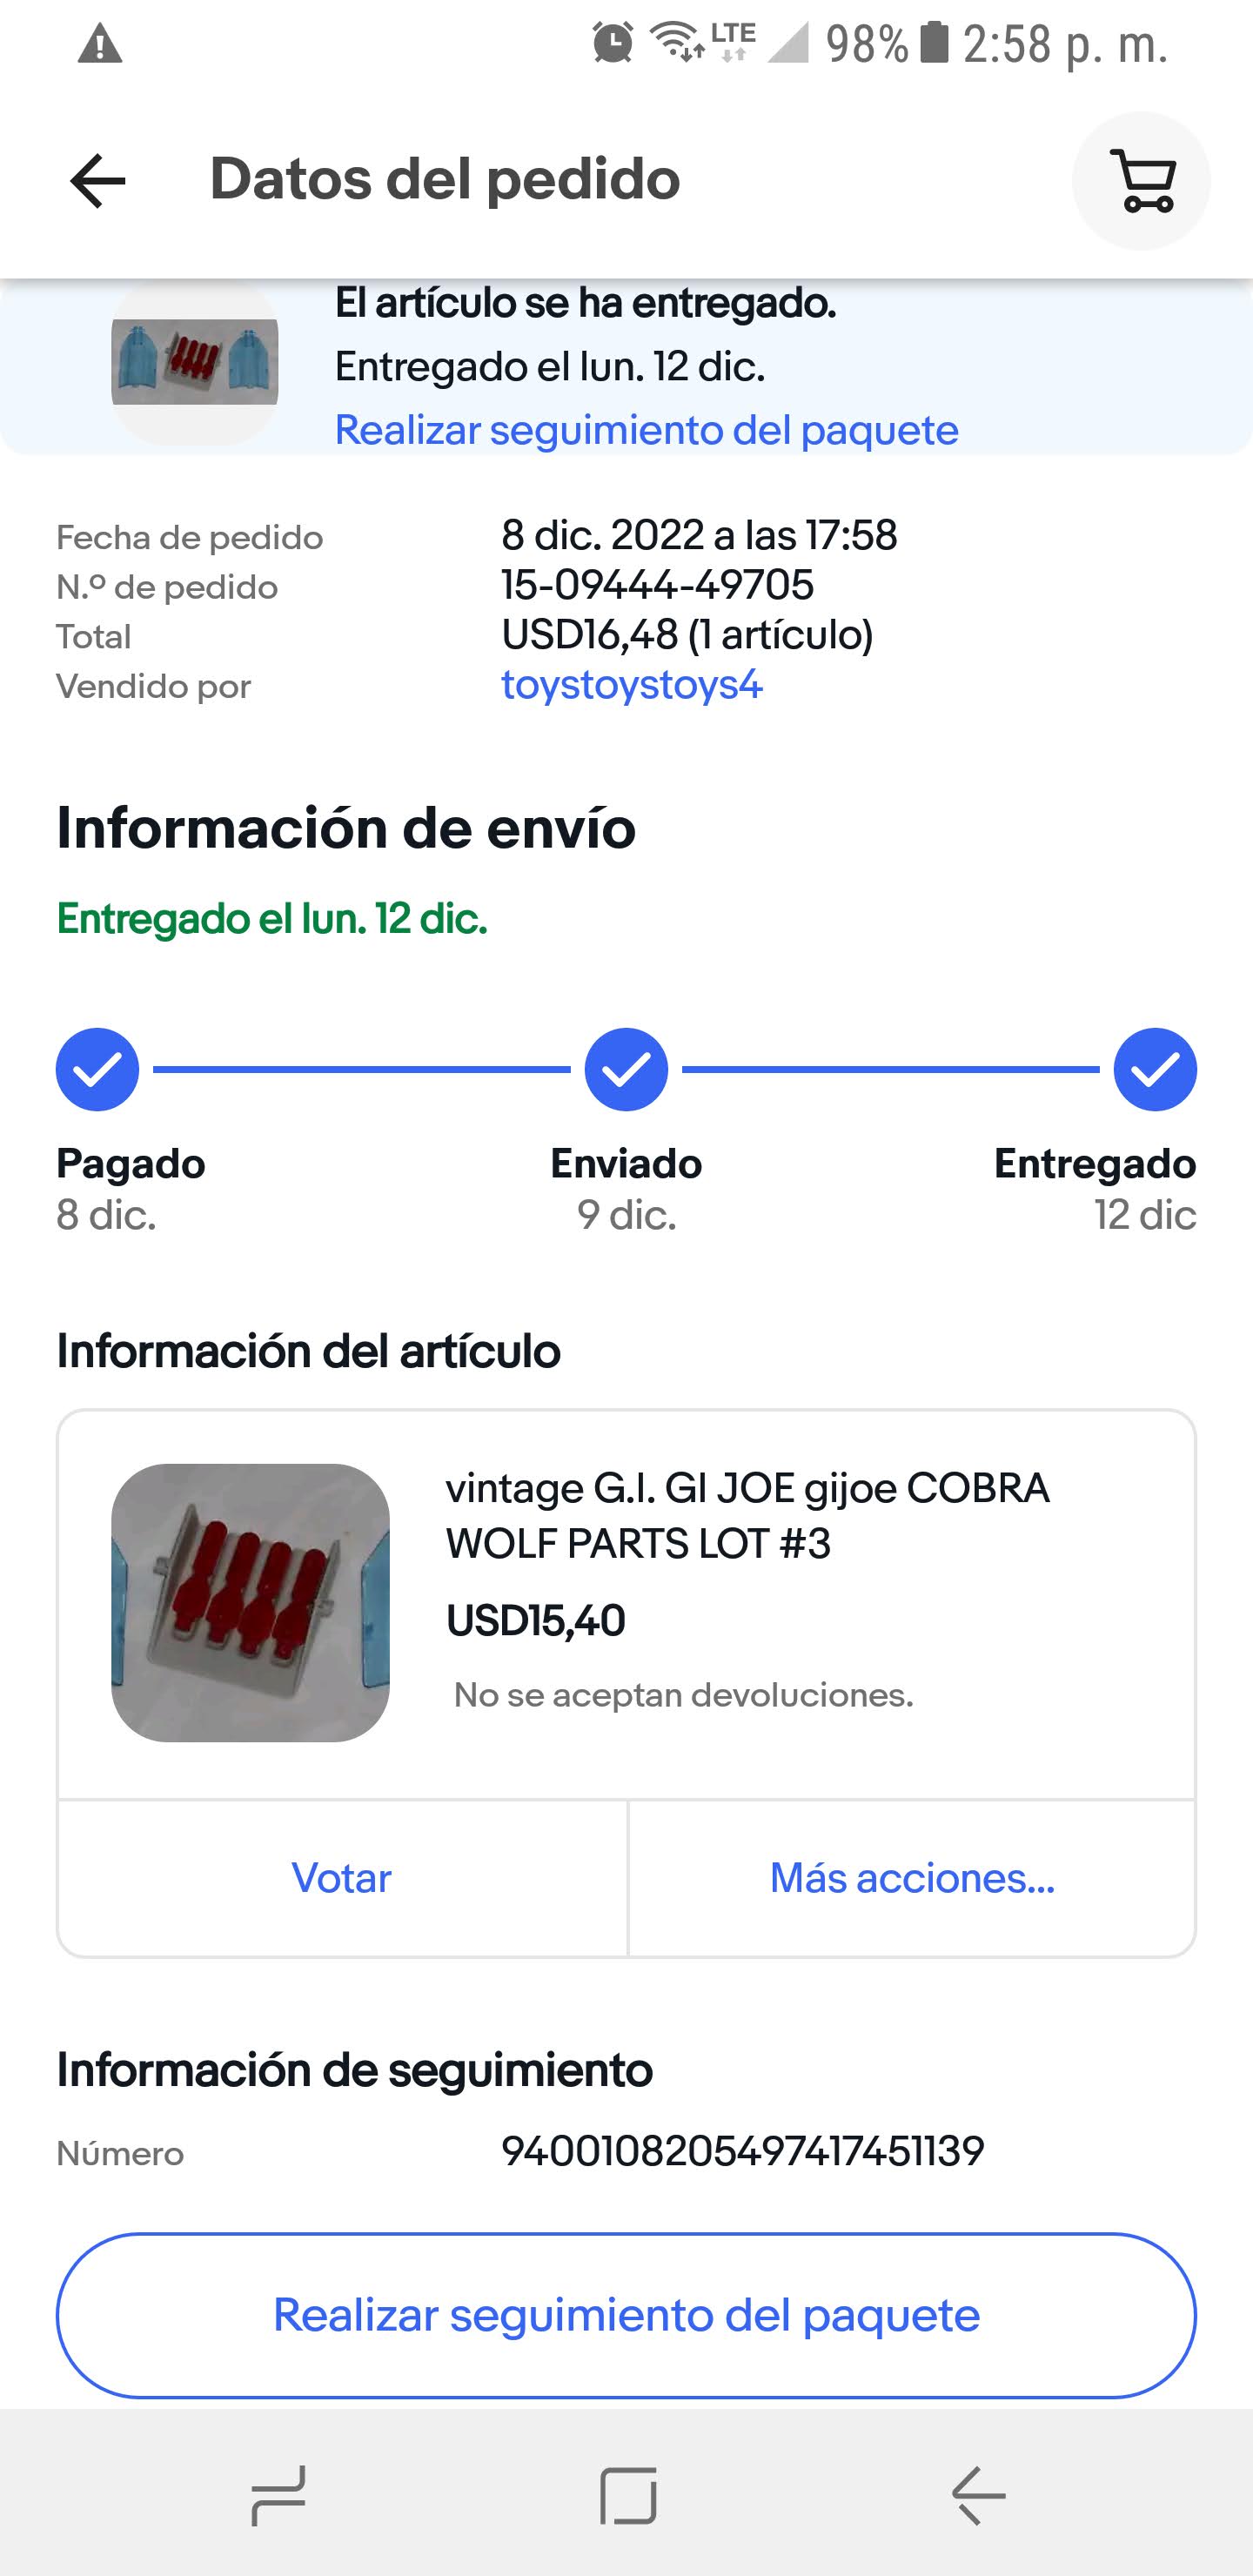 LTE 98% 2:58 p. m.
Datos del pedido
El artículo se ha entregado.
Entregado el lun. 12 dic.
Realizar seguimiento del paquete
Fecha de pedido 8 dic. 2022 a las 17:58
N.º de pedido 15-09444-49705
Total USD16,48 (1 artículo)
Vendido por toystoystoys4
Información de envío
Entregado el lun. 12 dic.
Pagado Enviado Entregado
8 dic. 9 dic. 12 dic
Información del artículo
vintage G.I. GI JOE gijoe COBRA
WOLF PARTS LOT #3
USD15,40
No se aceptan devoluciones.
Votar Más acciones...
Información de seguimiento
Número 9400108205497417451139
Realizar seguimiento del paquete